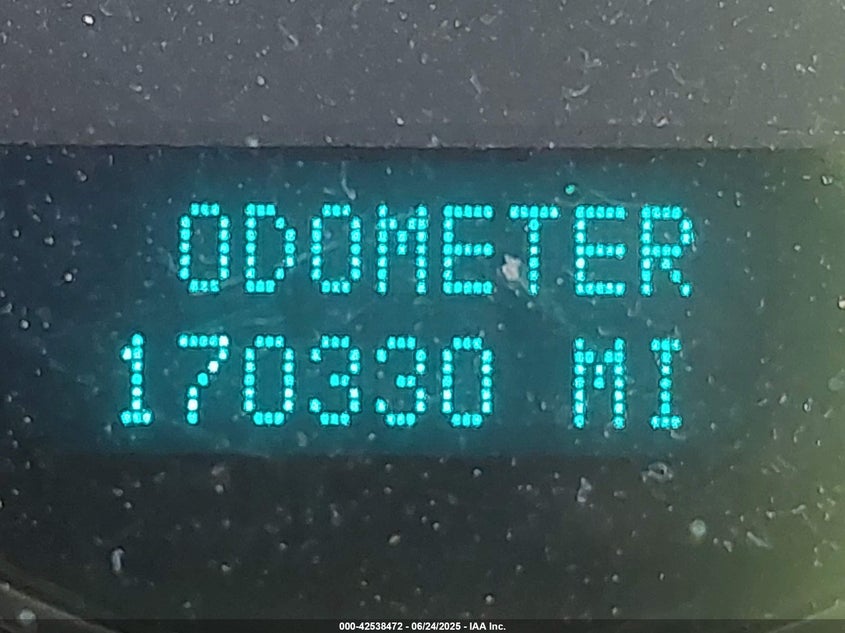 ODOMETER
170330 MI
000-42538472 - 06/24/2025 - IAA Inc.